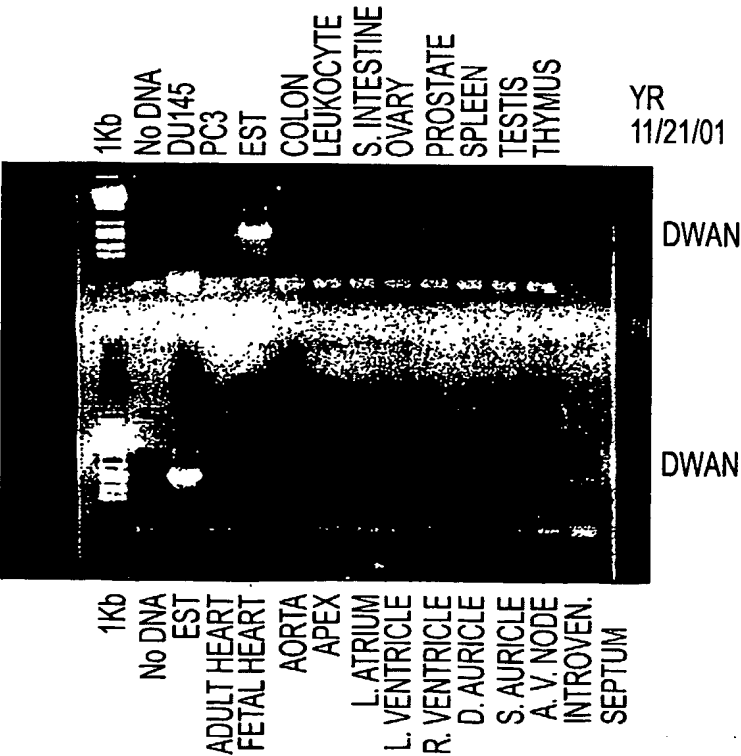 1Kb
No DNA
DU145
PC3
EST
COLON
LEUKOCYTE
S. INTESTINE
OVARY
PROSTATE
SPLEEN
TESTIS
THYMUS
YR
11/21/01
DWAN
DWAN
1Kb
No DNA
EST
ADULT HEART
FETAL HEART
AORTA
APEX
L. ATRIUM
L. VENTRICLE
R. VENTRICLE
D. AURICLE
S. AURICLE
A. V. NODE
INTROVEN.
SEPTUM